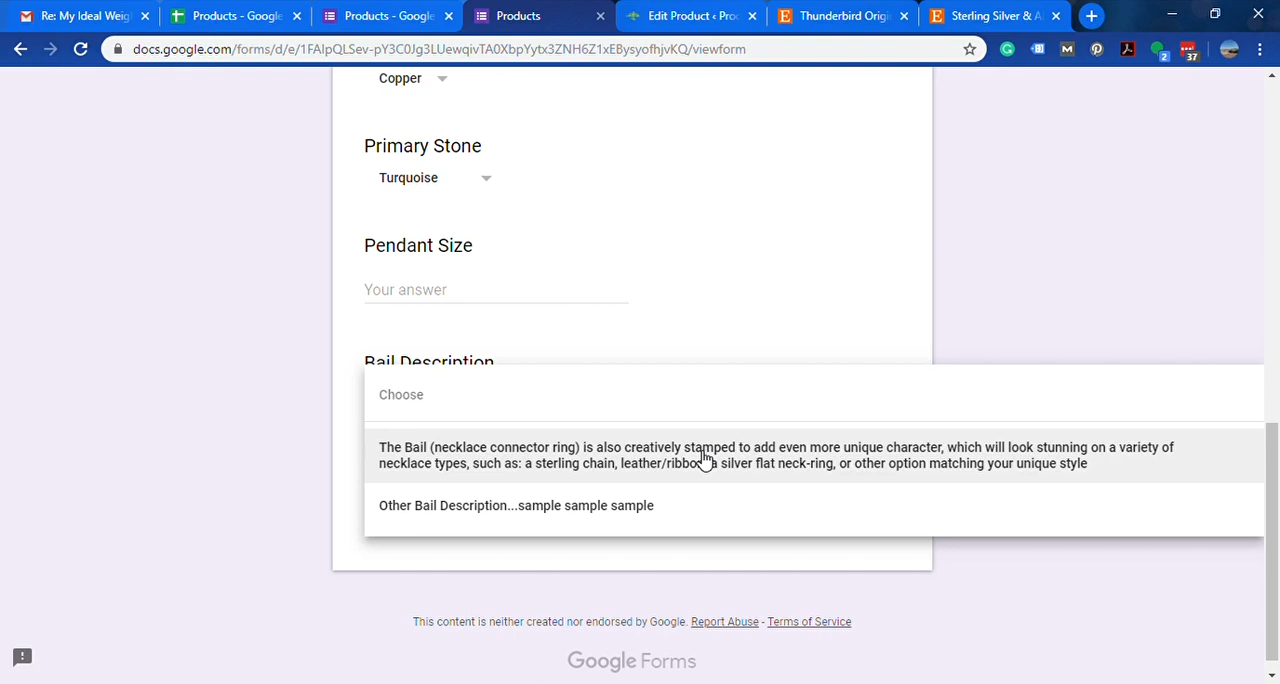 Re: My Ideal Weig
Products - Google
Products - Google
Products
Edit Product ‹ Pro
Thunderbird Origi
Sterling Silver & A
docs.google.com/forms/d/e/1FAIpQLSev-pY3C0Jg3LUewqivTA0XbpYytx3ZNH6Z1xEBysyofhjvKQ/viewform
2
37
Copper
Primary Stone
Turquoise
Pendant Size
Your answer
Bail Description
Choose
The Bail (necklace connector ring) is also creatively stamped to add even more unique character, which will look stunning on a variety of
necklace types, such as: a sterling chain, leather/ribbon a silver flat neck-ring, or other option matching your unique style
Other Bail Description...sample sample sample
This content is neither created nor endorsed by Google. Report Abuse - Terms of Service
Google Forms